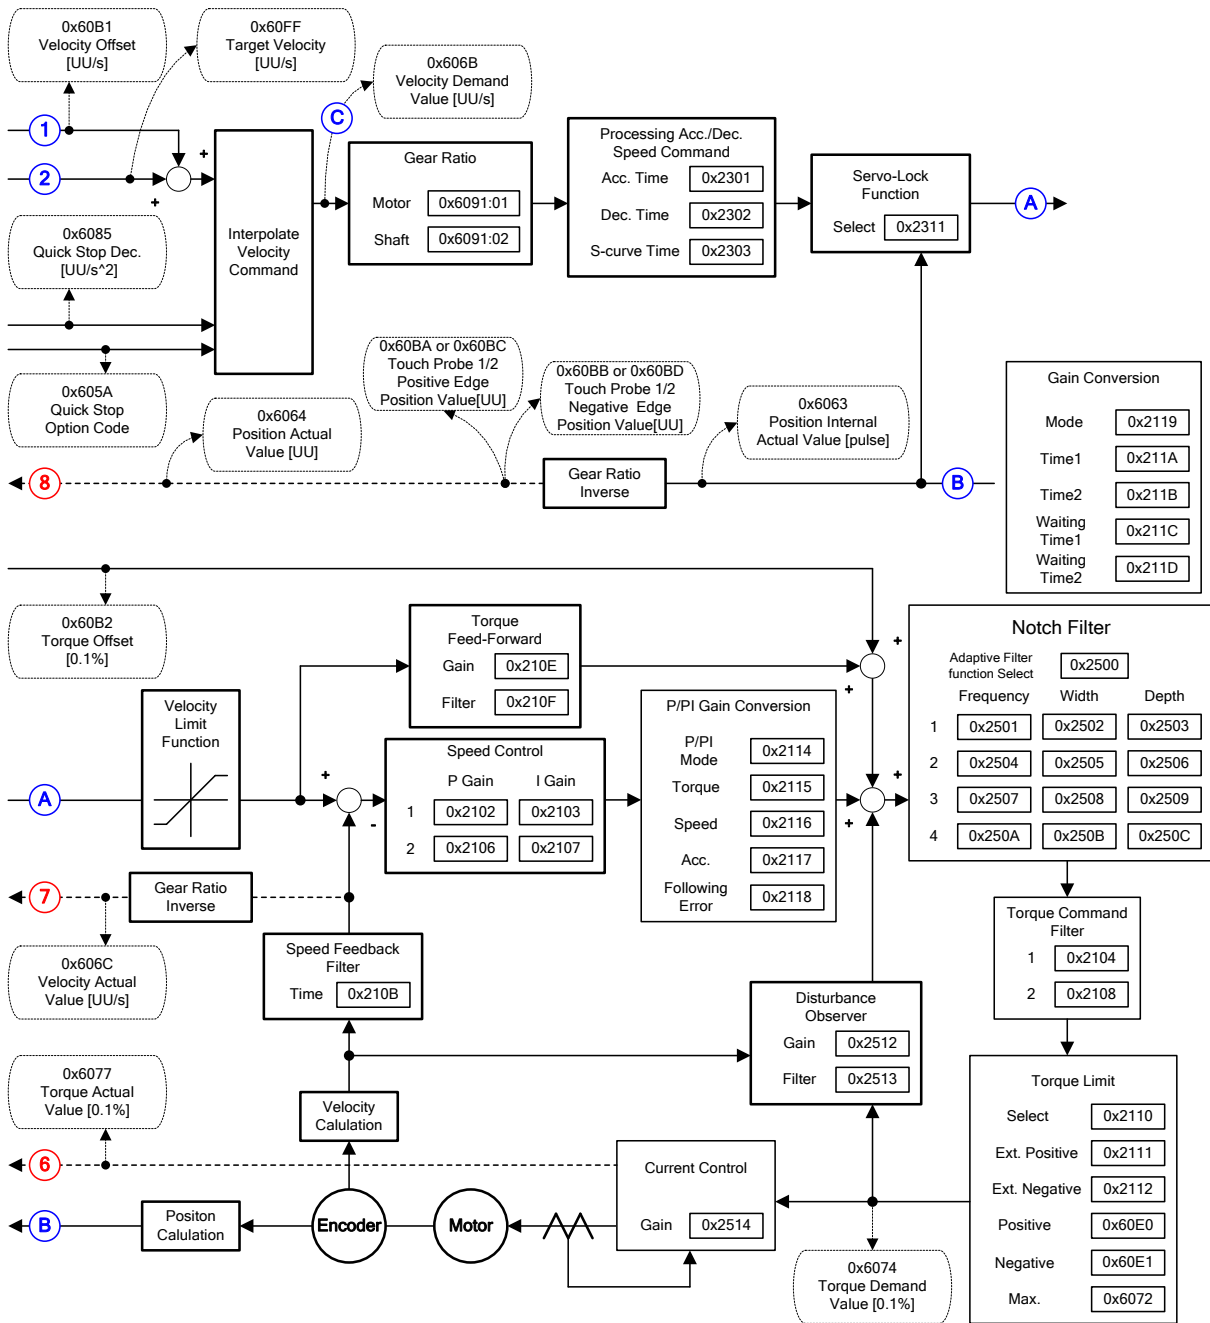 0x60B1
Velocity Offset
[UU/s]
0x60FF
Target Velocity
[UU/s]
0x606B
Velocity Demand
Value [UU/s]
1
2
C
+
+
0x6085
Quick Stop Dec.
[UU/s^2]
Interpolate
Velocity
Command
Gear Ratio
Motor 0x6091:01
Shaft 0x6091:02
Processing Acc./Dec.
Speed Command
Acc. Time 0x2301
Dec. Time 0x2302
S-curve Time 0x2303
Servo-Lock
Function
Select 0x2311
A
0x605A
Quick Stop
Option Code
0x6064
Position Actual
Value [UU]
0x60BA or 0x60BC
Touch Probe 1/2
Positive Edge
Position Value[UU]
0x60BB or 0x60BD
Touch Probe 1/2
Negative Edge
Position Value[UU]
0x6063
Position Internal
Actual Value [pulse]
8
Gear Ratio
Inverse
B
Gain Conversion
Mode 0x2119
Time1 0x211A
Time2 0x211B
Waiting
Time1 0x211C
Waiting
Time2 0x211D
0x60B2
Torque Offset
[0.1%]
Torque
Feed-Forward
Gain 0x210E
Filter 0x210F
+
+
Velocity
Limit
Function
A
+
-
Speed Control
P Gain I Gain
1 0x2102 0x2103
2 0x2106 0x2107
P/PI Gain Conversion
P/PI
Mode 0x2114
Torque 0x2115
Speed 0x2116
Acc. 0x2117
Following
Error 0x2118
+
+
Notch Filter
Adaptive Filter
function Select 0x2500
Frequency Width Depth
1 0x2501 0x2502 0x2503
2 0x2504 0x2505 0x2506
3 0x2507 0x2508 0x2509
4 0x250A 0x250B 0x250C
7
Gear Ratio
Inverse
0x606C
Velocity Actual
Value [UU/s]
Speed Feedback
Filter
Time 0x210B
Torque Command
Filter
1 0x2104
2 0x2108
Disturbance
Observer
Gain 0x2512
Filter 0x2513
0x6077
Torque Actual
Value [0.1%]
Velocity
Calulation
6
Current Control
Gain 0x2514
Torque Limit
Select 0x2110
Ext. Positive 0x2111
Ext. Negative 0x2112
Positive 0x60E0
Negative 0x60E1
Max. 0x6072
B
Positon
Calulation
Encoder
Motor
0x6074
Torque Demand
Value [0.1%]